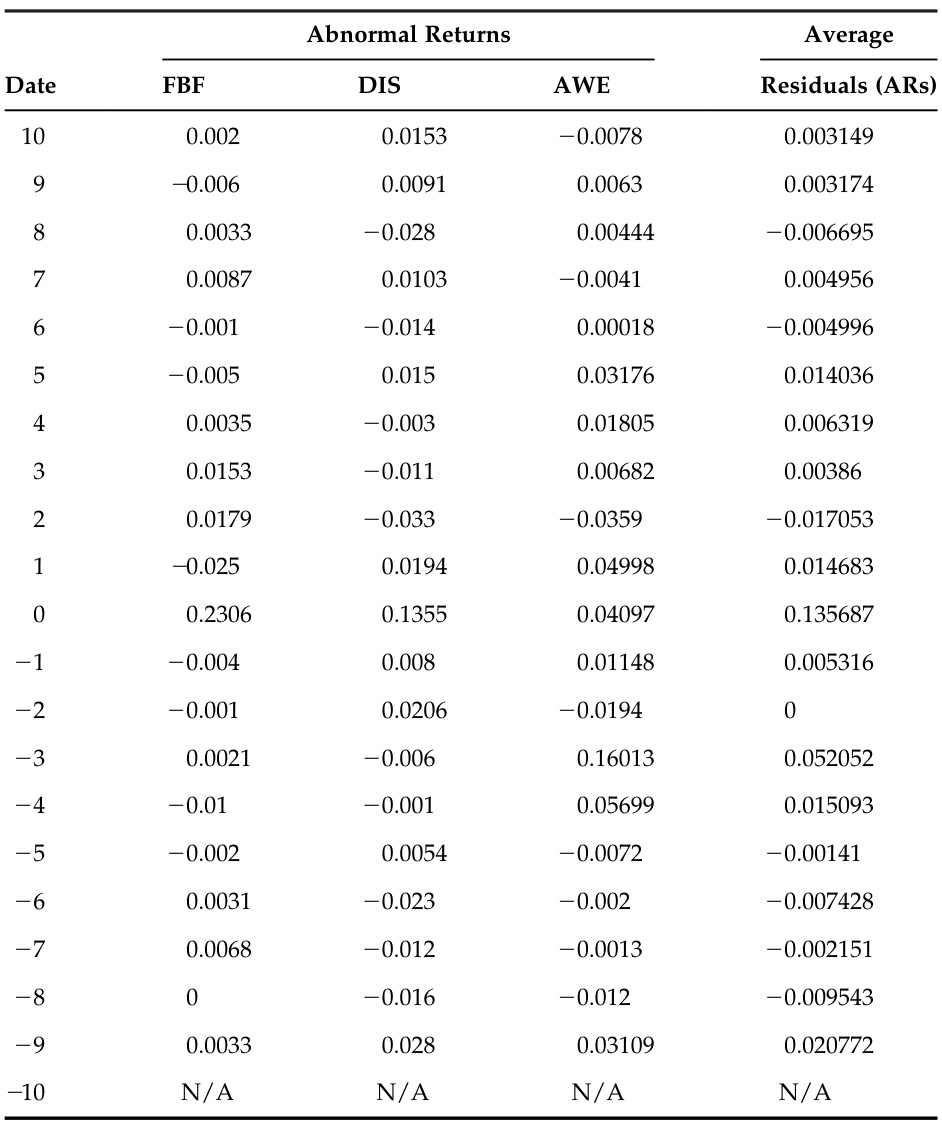 Abnormal Returns Average
Date FBF DIS AWE Residuals (ARs)
10 0.002 0.0153 −0.0078 0.003149
9 −0.006 0.0091 0.0063 0.003174
8 0.0033 −0.028 0.00444 −0.006695
7 0.0087 0.0103 −0.0041 0.004956
6 −0.001 −0.014 0.00018 −0.004996
5 −0.005 0.015 0.03176 0.014036
4 0.0035 −0.003 0.01805 0.006319
3 0.0153 −0.011 0.00682 0.00386
2 0.0179 −0.033 −0.0359 −0.017053
1 −0.025 0.0194 0.04998 0.014683
0 0.2306 0.1355 0.04097 0.135687
−1 −0.004 0.008 0.01148 0.005316
−2 −0.001 0.0206 −0.0194 0
−3 0.0021 −0.006 0.16013 0.052052
−4 −0.01 −0.001 0.05699 0.015093
−5 −0.002 0.0054 −0.0072 −0.00141
−6 0.0031 −0.023 −0.002 −0.007428
−7 0.0068 −0.012 −0.0013 −0.002151
−8 0 −0.016 −0.012 −0.009543
−9 0.0033 0.028 0.03109 0.020772
−10 N/A N/A N/A N/A